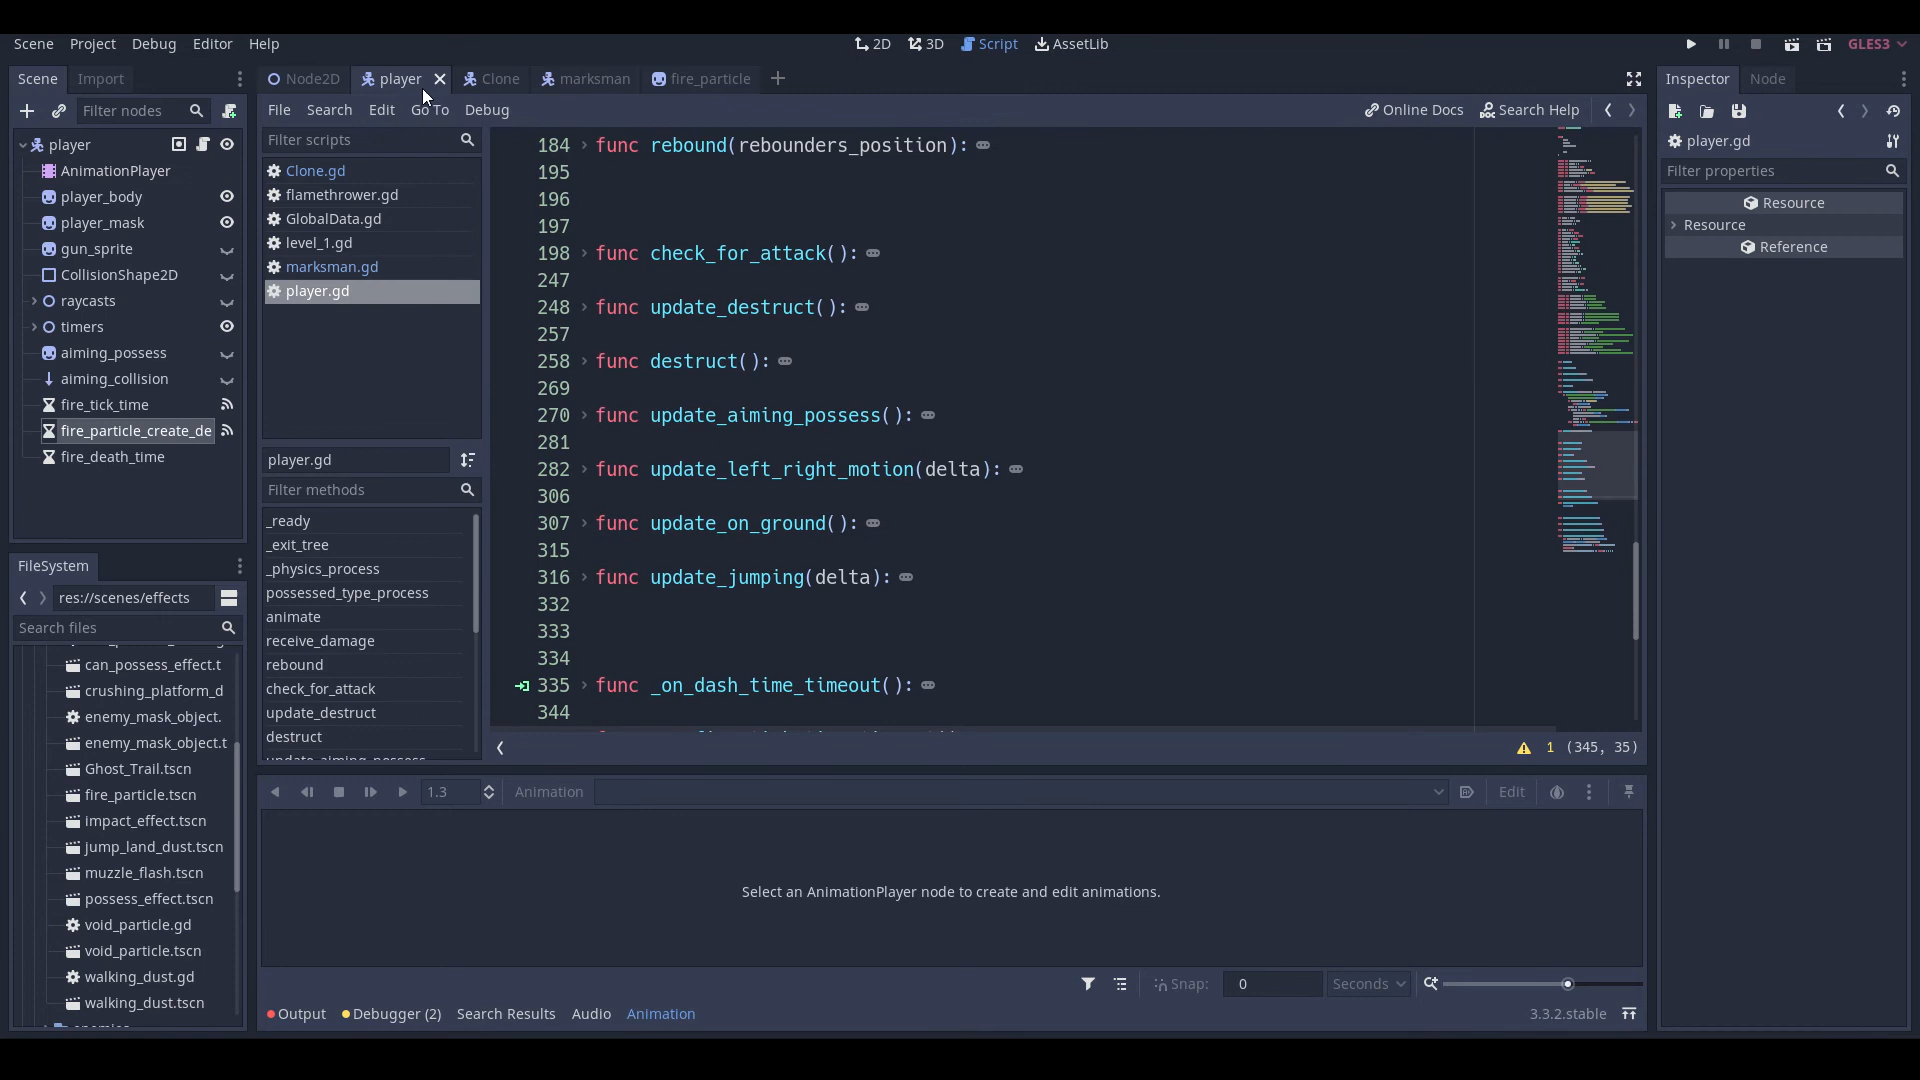 Scene Project Debug Editor Help
2D 3D Script AssetLib
GLES3
Scene Import
Filter nodes
player
AnimationPlayer
player_body
player_mask
gun_sprite
CollisionShape2D
raycasts
timers
aiming_possess
aiming_collision
fire_tick_time
fire_particle_create_de
fire_death_time
FileSystem
res://scenes/effects
Search files
can_possess_effect.t
crushing_platform_d
enemy_mask_object.
enemy_mask_object.t
Ghost_Trail.tscn
fire_particle.tscn
impact_effect.tscn
jump_land_dust.tscn
muzzle_flash.tscn
possess_effect.tscn
void_particle.gd
void_particle.tscn
walking_dust.gd
walking_dust.tscn
Node2D player Clone marksman fire_particle
File Search Edit Go To Debug
Online Docs Search Help
Filter scripts
Clone.gd
flamethrower.gd
GlobalData.gd
level_1.gd
marksman.gd
player.gd
player.gd
Filter methods
_ready
_exit_tree
_physics_process
possessed_type_process
animate
receive_damage
rebound
check_for_attack
update_destruct
destruct
184 func rebound(rebounders_position):
195
196
197
198 func check_for_attack():
247
248 func update_destruct():
257
258 func destruct():
269
270 func update_aiming_possess():
281
282 func update_left_right_motion(delta):
306
307 func update_on_ground():
315
316 func update_jumping(delta):
332
333
334
335 func _on_dash_time_timeout():
344
1 (345, 35)
1.3 Animation Edit
Select an AnimationPlayer node to create and edit animations.
Snap: 0 Seconds
Output Debugger (2) Search Results Audio Animation
3.3.2.stable
Inspector Node
player.gd
Filter properties
Resource
Resource
Reference